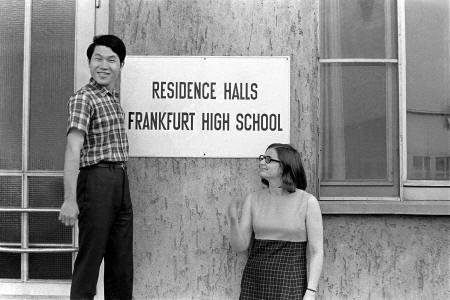 RESIDENCE HALLS
FRANKFURT HIGH SCHOOL